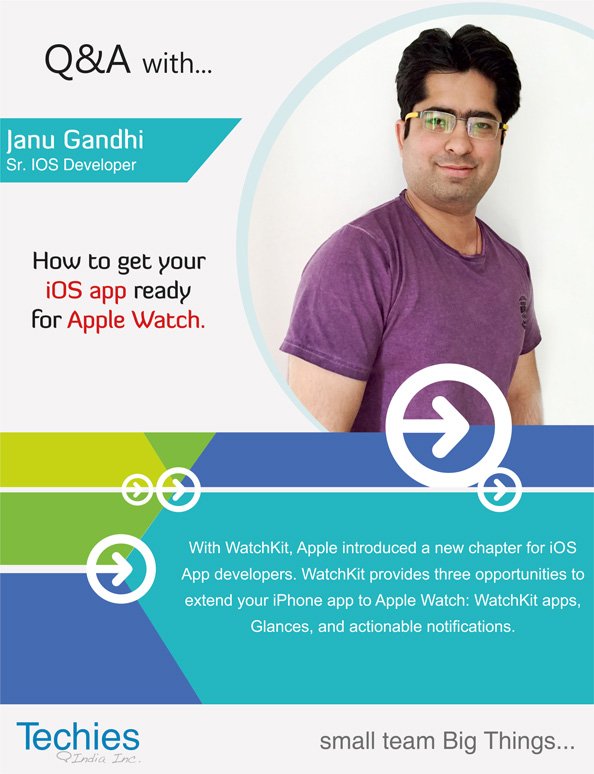 Q&A with...
Janu Gandhi
Sr. IOS Developer
How to get your
iOS app ready
for Apple Watch.
With WatchKit, Apple introduced a new chapter for iOS
App developers. WatchKit provides three opportunities to
extend your iPhone app to Apple Watch: WatchKit apps,
Glances, and actionable notifications.
Techies
India Inc.
small team Big Things...